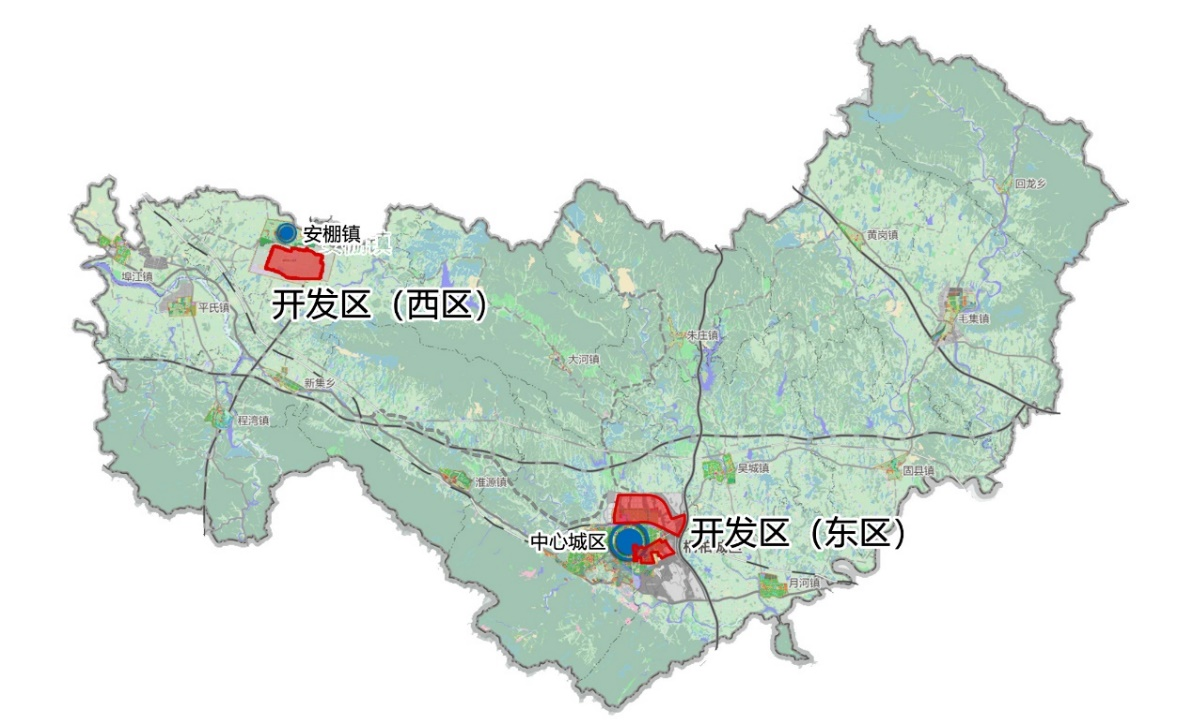 回龙乡
黄岗镇
安棚镇
埠江镇
开发区（西区）
平氏镇
毛集镇
朱庄镇
大河镇
新集乡
程湾镇
吴城镇
固县镇
淮源镇
开发区（东区）
中心城区
月河镇